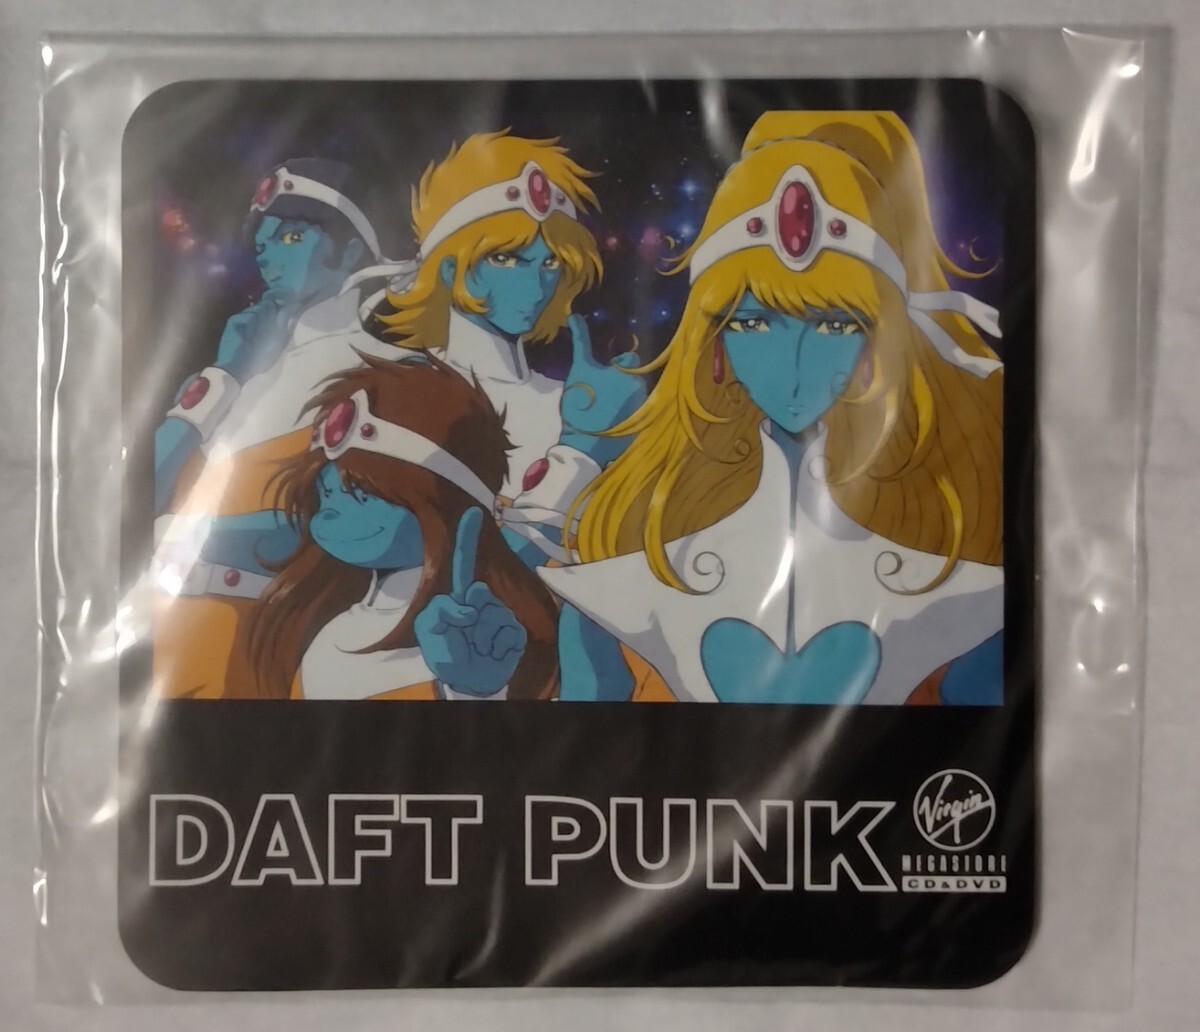 DAFT PUNK
Virgin
MEGASTORE
CD&DVD